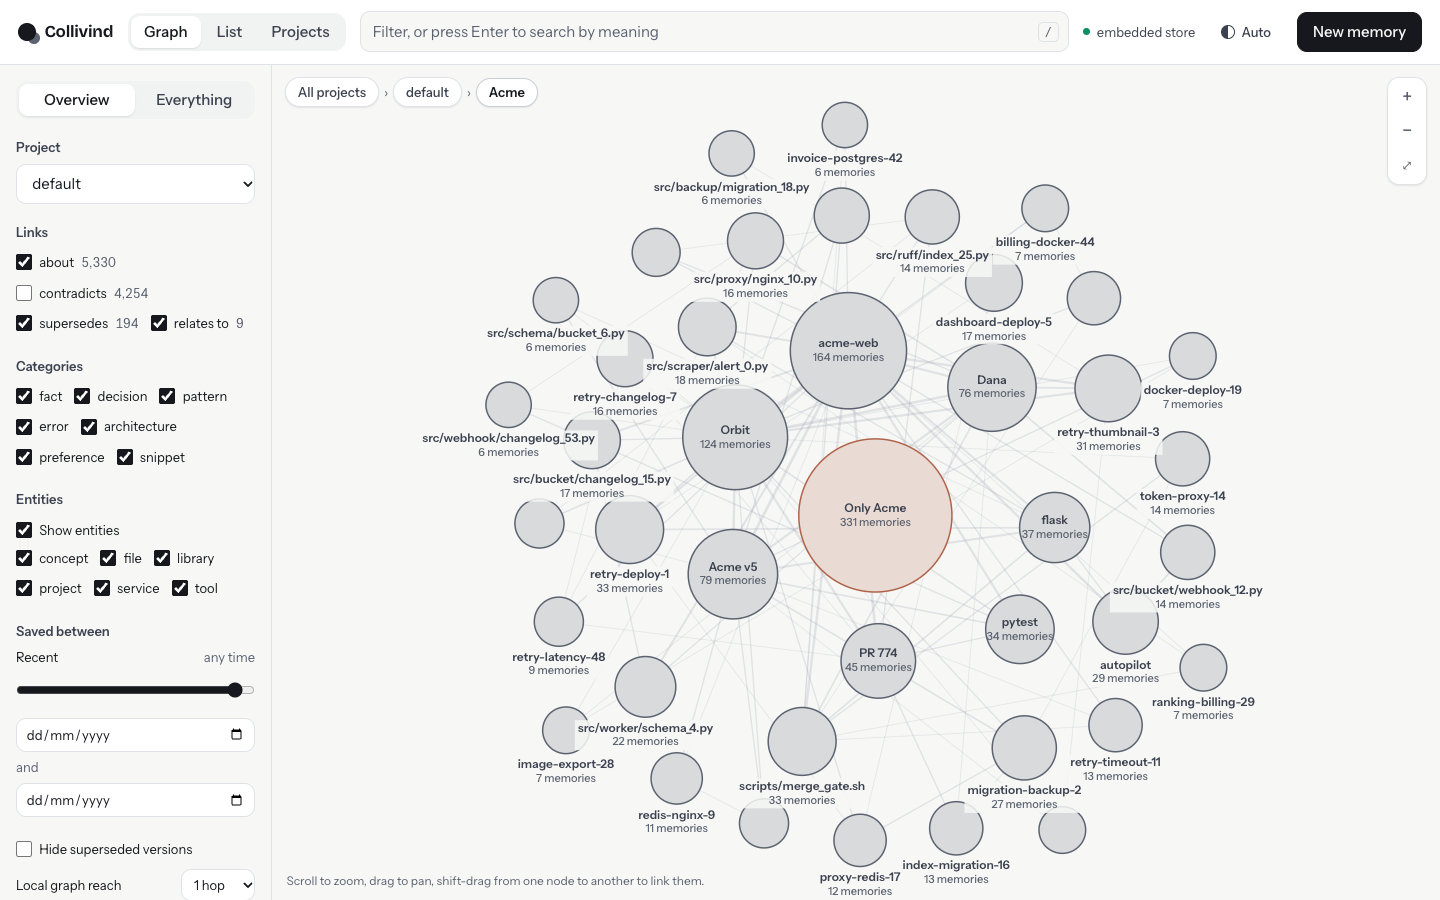 Collivind
Graph
List
Projects
Filter, or press Enter to search by meaning
/
embedded store
Auto
New memory
Overview
Everything
Project
default
Links
about 5,330
contradicts 4,254
supersedes 194
relates to 9
Categories
fact
decision
pattern
error
architecture
preference
snippet
Entities
Show entities
concept
file
library
project
service
tool
Saved between
Recent
any time
dd/mm/yyyy
and
dd/mm/yyyy
Hide superseded versions
Local graph reach
1 hop
All projects
›
default
›
Acme
+
−
invoice-postgres-42
6 memories
src/backup/migration_18.py
6 memories
billing-docker-44
7 memories
src/ruff/index_25.py
14 memories
src/proxy/nginx_10.py
16 memories
dashboard-deploy-5
17 memories
src/schema/bucket_6.py
6 memories
acme-web
164 memories
src/scraper/alert_0.py
18 memories
Dana
76 memories
docker-deploy-19
7 memories
retry-changelog-7
16 memories
Orbit
124 memories
retry-thumbnail-3
31 memories
src/webhook/changelog_53.py
6 memories
src/bucket/changelog_15.py
17 memories
token-proxy-14
14 memories
Only Acme
331 memories
flask
37 memories
retry-deploy-1
33 memories
Acme v5
79 memories
src/bucket/webhook_12.py
14 memories
pytest
34 memories
retry-latency-48
9 memories
PR 774
45 memories
autopilot
29 memories
ranking-billing-29
7 memories
src/worker/schema_4.py
22 memories
image-export-28
7 memories
retry-timeout-11
13 memories
scripts/merge_gate.sh
33 memories
migration-backup-2
27 memories
redis-nginx-9
11 memories
index-migration-16
13 memories
proxy-redis-17
12 memories
Scroll to zoom, drag to pan, shift-drag from one node to another to link them.